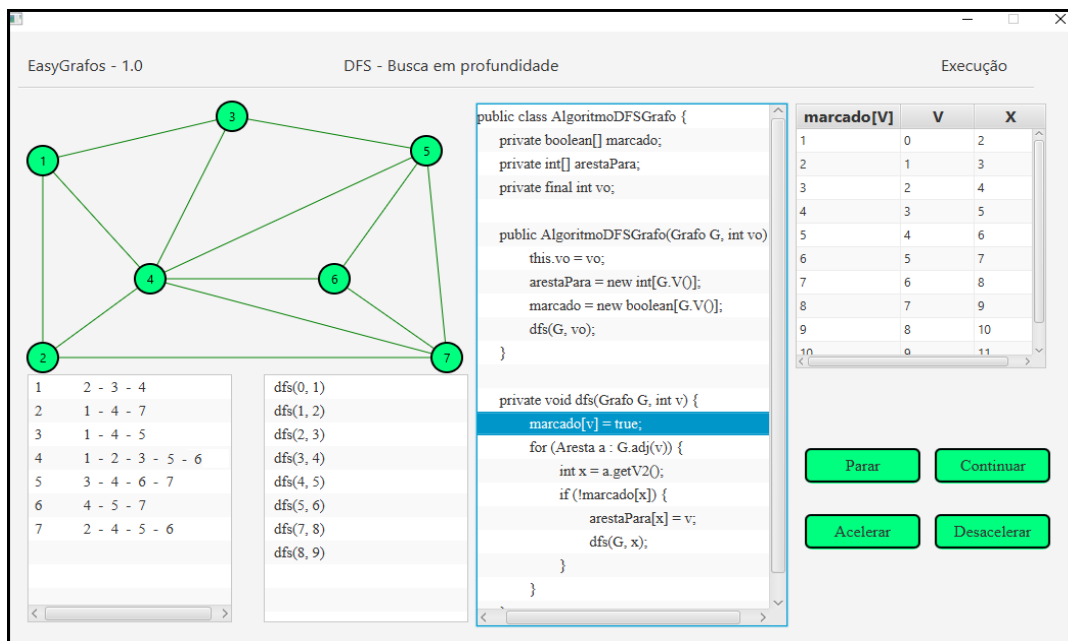 EasyGrafos - 1.0
DFS - Busca em profundidade
Execução
3
5
1
4
6
2
7
1 2 - 3 - 4
2 1 - 4 - 7
3 1 - 4 - 5
4 1 - 2 - 3 - 5 - 6
5 3 - 4 - 6 - 7
6 4 - 5 - 7
7 2 - 4 - 5 - 6
dfs(0, 1)
dfs(1, 2)
dfs(2, 3)
dfs(3, 4)
dfs(4, 5)
dfs(5, 6)
dfs(7, 8)
dfs(8, 9)
public class AlgoritmoDFSGrafo {
private boolean[] marcado;
private int[] arestaPara;
private final int vo;
public AlgoritmoDFSGrafo(Grafo G, int vo)
this.vo = vo;
arestaPara = new int[G.V()];
marcado = new boolean[G.V()];
dfs(G, vo);
}
private void dfs(Grafo G, int v) {
marcado[v] = true;
for (Aresta a : G.adj(v)) {
int x = a.getV2();
if (!marcado[x]) {
arestaPara[x] = v;
dfs(G, x);
}
}
marcado[V] V X
1 0 2
2 1 3
3 2 4
4 3 5
5 4 6
6 5 7
7 6 8
8 7 9
9 8 10
10 9 11
Parar
Continuar
Acelerar
Desacelerar